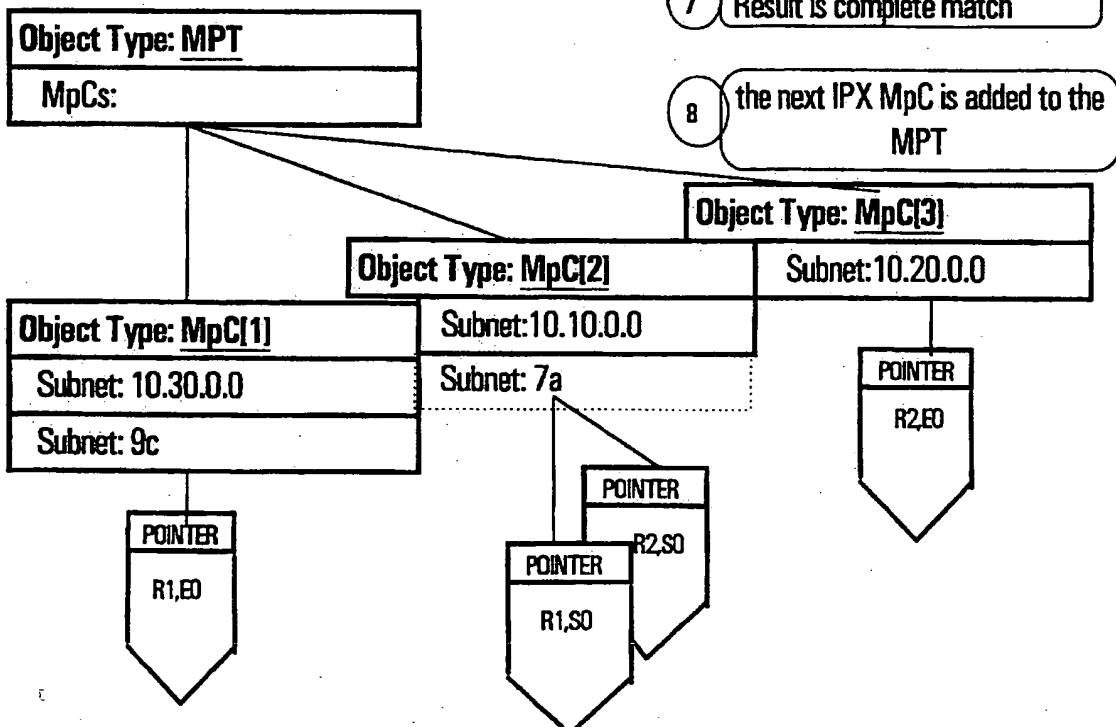 7 Result is complete match
Object Type: MPT
MpCs:
8 the next IPX MpC is added to the
MPT
Object Type: MpC[3]
Subnet:10.20.0.0
Object Type: MpC[2]
Subnet:10.10.0.0
Subnet: 7a
Object Type: MpC[1]
Subnet: 10.30.0.0
Subnet: 9c
POINTER
R2,E0
POINTER
R2,S0
POINTER
R1,S0
POINTER
R1,E0